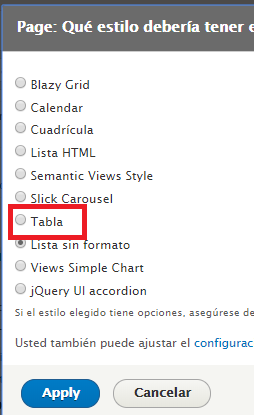 Page: Qué estilo debería tener e
Blazy Grid
Calendar
Cuadrícula
Lista HTML
Semantic Views Style
Slick Carousel
Tabla
Lista sin formato
Views Simple Chart
jQuery UI accordion
Si el estilo elegido tiene opciones, asegúrese de
Usted también puede ajustar el configurac
Apply
Cancelar